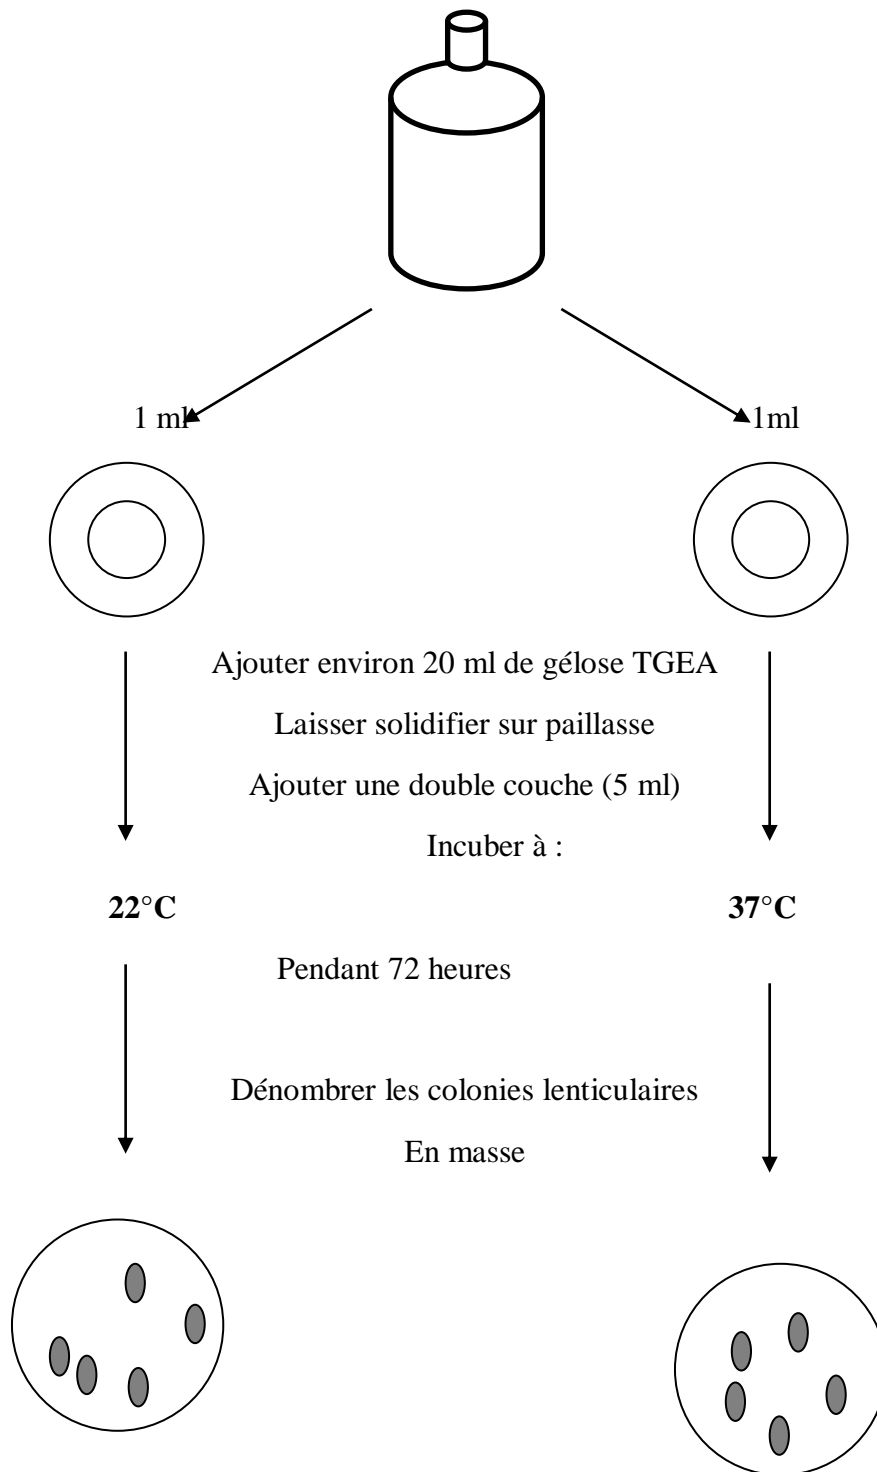 1 ml
1ml
Ajouter environ 20 ml de gélose TGEA
Laisser solidifier sur paillasse
Ajouter une double couche (5 ml)
Incuber à :
22°C
37°C
Pendant 72 heures
Dénombrer les colonies lenticulaires
En masse